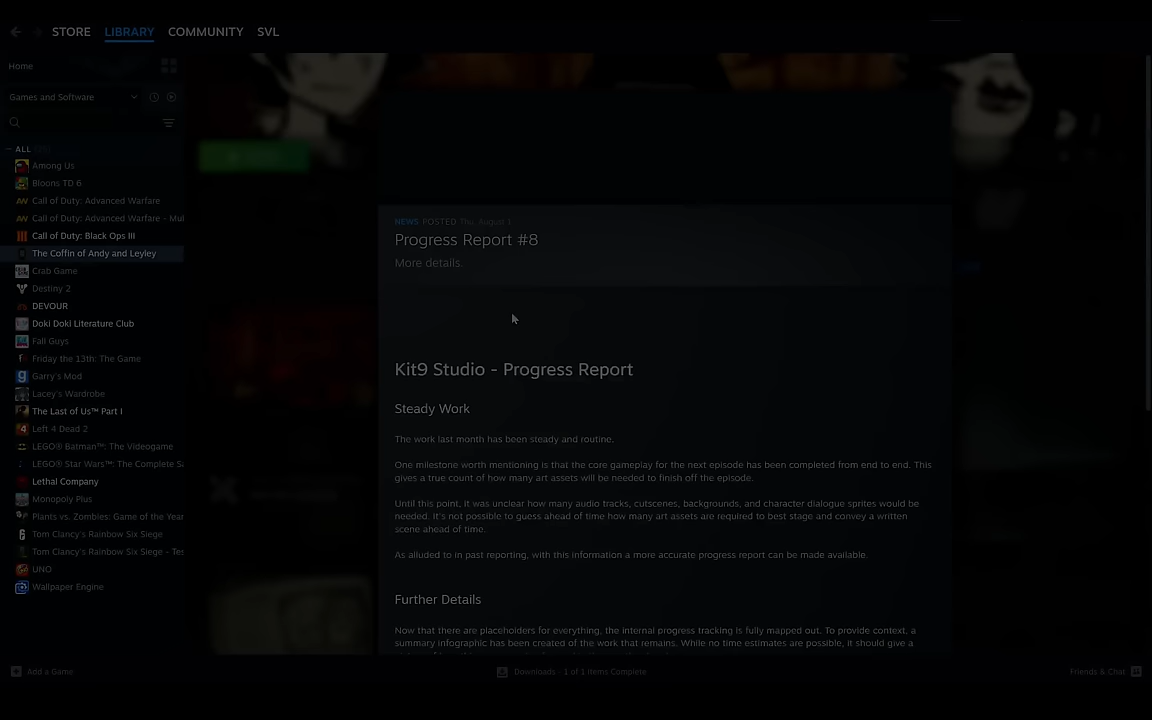 STORE LIBRARY COMMUNITY SVL
Home
Games and Software
ALL
Among Us
Bloons TD 6
Call of Duty: Advanced Warfare
Call of Duty: Advanced Warfare - Mul
Call of Duty: Black Ops III
The Coffin of Andy and Leyley
Crab Game
Destiny 2
DEVOUR
Doki Doki Literature Club
Fall Guys
Friday the 13th: The Game
Garry's Mod
Lacey's Wardrobe
The Last of Us™ Part I
Left 4 Dead 2
LEGO® Batman™: The Videogame
LEGO® Star Wars™: The Complete Sa
Lethal Company
Monopoly Plus
Plants vs. Zombies: Game of the Year
Tom Clancy's Rainbow Six Siege
Tom Clancy's Rainbow Six Siege - Tes
UNO
Wallpaper Engine
NEWS POSTED Thu, August 1
Progress Report #8
More details.
Kit9 Studio - Progress Report
Steady Work
The work last month has been steady and routine.
One milestone worth mentioning is that the core gameplay for the next episode has been completed from end to end. This
gives a true count of how many art assets will be needed to finish off the episode.
Until this point, it was unclear how many audio tracks, cutscenes, backgrounds, and character dialogue sprites would be
needed. It's not possible to guess ahead of time how many art assets are required to best stage and convey a written
scene ahead of time.
As alluded to in past reporting, with this information a more accurate progress report can be made available.
Further Details
Now that there are placeholders for everything, the internal progress tracking is fully mapped out. To provide context, a
summary infographic has been created of the work that remains. While no time estimates are possible, it should give a
Add a Game
Downloads - 1 of 1 Items Complete
Friends & Chat